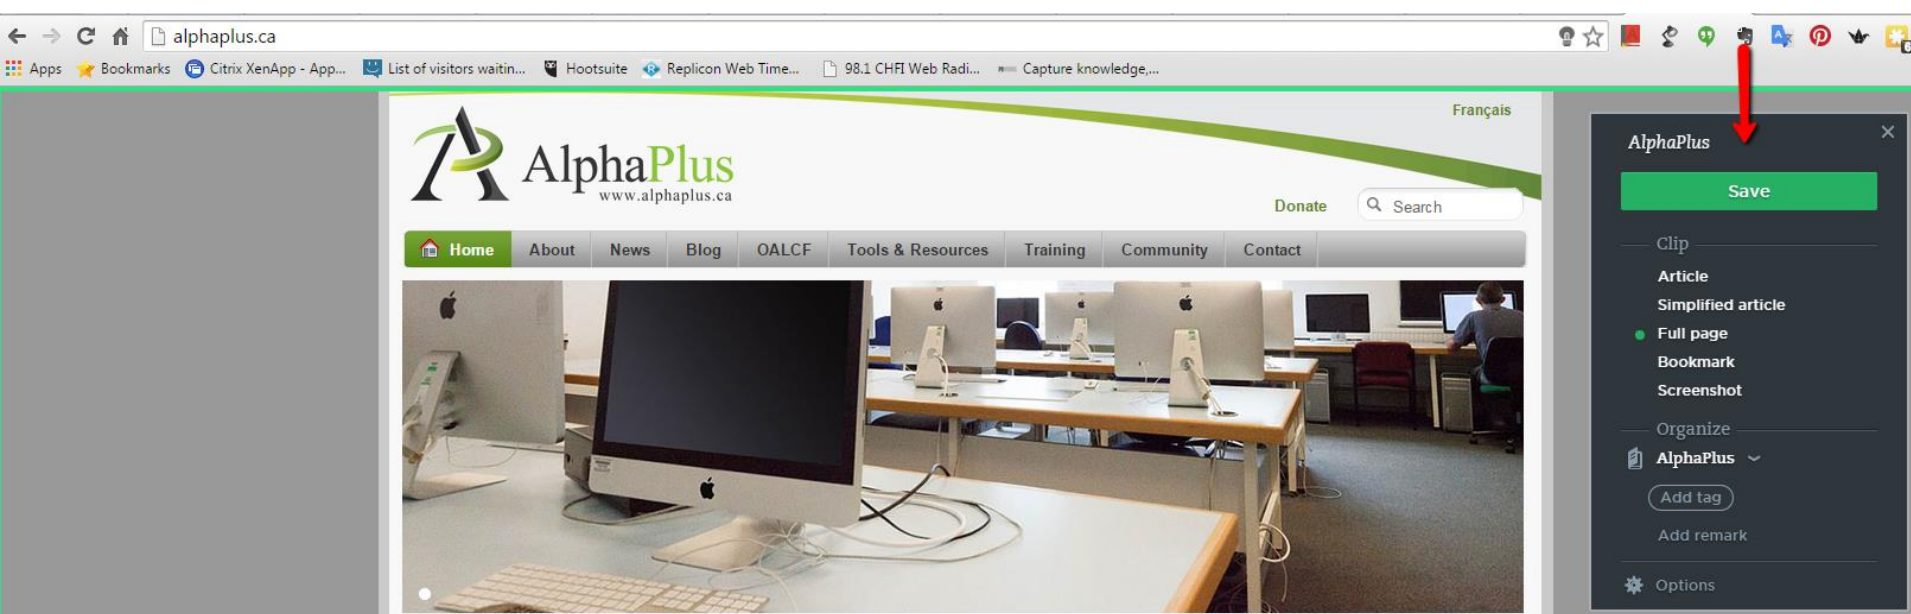 alphaplus.ca
Apps Bookmarks Citrix XenApp - App... List of visitors waitin... Hootsuite Replicon Web Time... 98.1 CHFI Web Radi... Capture knowledge,...
Français
AlphaPlus
www.alphaplus.ca
Donate Search
Home About News Blog OALCF Tools & Resources Training Community Contact
AlphaPlus
Save
Clip
Article
Simplified article
Full page
Bookmark
Screenshot
Organize
AlphaPlus
Add tag
Add remark
Options